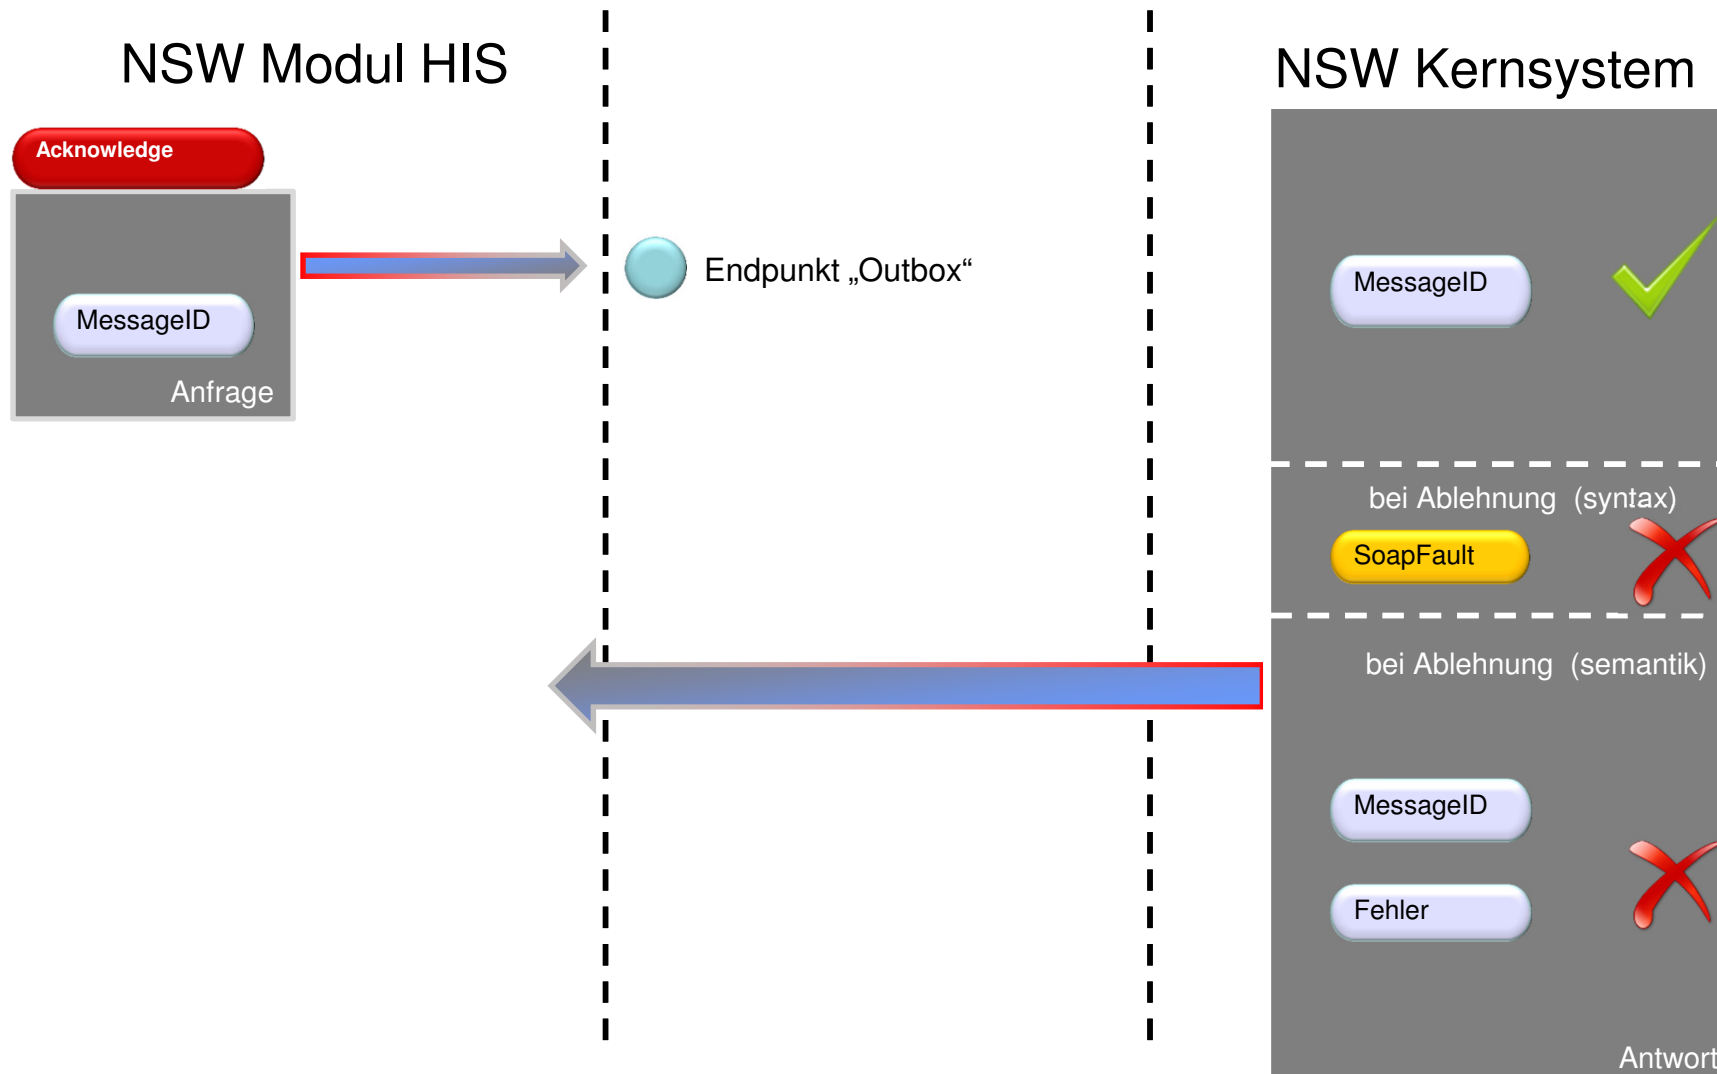 NSW Modul HIS
NSW Kernsystem
Acknowledge
MessageID
Anfrage
Endpunkt „Outbox“
MessageID
bei Ablehnung (syntax)
SoapFault
bei Ablehnung (semantik)
MessageID
Fehler
Antwort